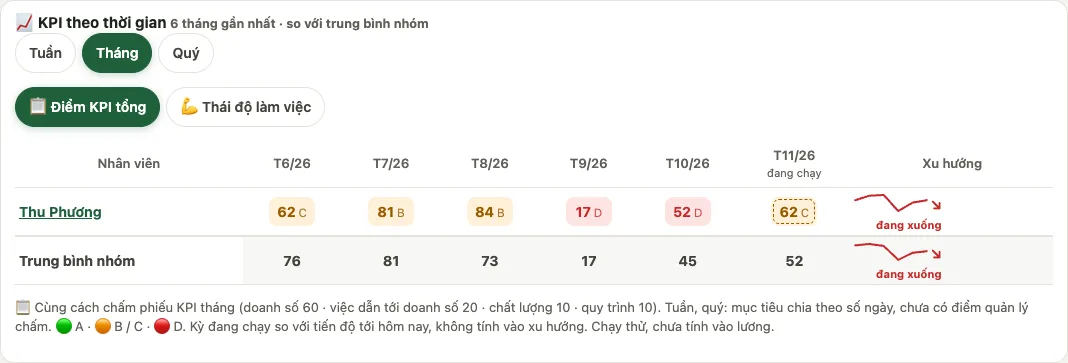 📈 KPI theo thời gian 6 tháng gần nhất · so với trung bình nhóm
Tuần Tháng Quý
📋 Điểm KPI tổng 💪 Thái độ làm việc
Nhân viên T6/26 T7/26 T8/26 T9/26 T10/26 T11/26 đang chạy Xu hướng
Thu Phương 62 C 81 B 84 B 17 D 52 D 62 C ↘ đang xuống
Trung bình nhóm 76 81 73 17 45 52 ↘ đang xuống
📋 Cùng cách chấm phiếu KPI tháng (doanh số 60 · việc dẫn tới doanh số 20 · chất lượng 10 · quy trình 10). Tuần, quý: mục tiêu chia theo số ngày, chưa có điểm quản lý
chấm. 🟢 A · 🟠 B / C · 🔴 D. Kỳ đang chạy so với tiến độ tới hôm nay, không tính vào xu hướng. Chạy thử, chưa tính vào lương.